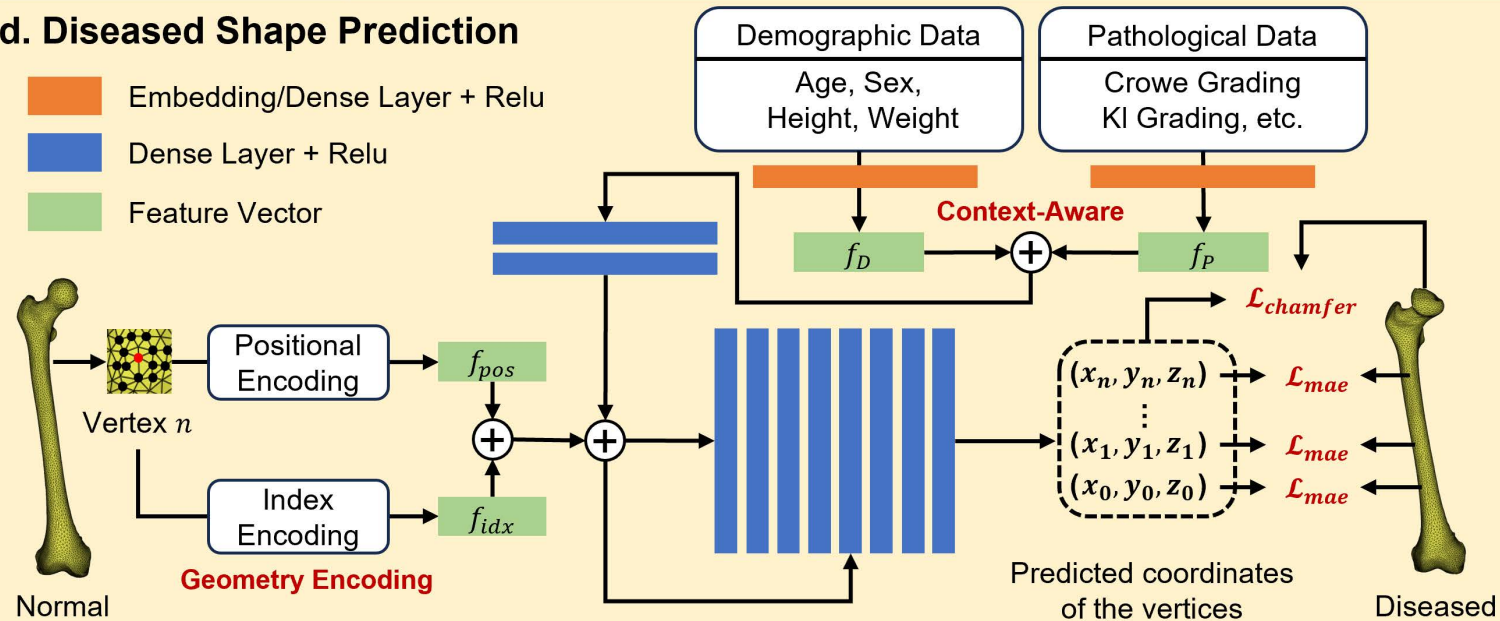 d. Diseased Shape Prediction
Embedding/Dense Layer + Relu
Dense Layer + Relu
Feature Vector
Demographic Data
Age, Sex,
Height, Weight
Pathological Data
Crowe Grading
Kl Grading, etc.
Context-Aware
f_D
f_P
Positional
Encoding
f_pos
Vertex n
Index
Encoding
f_idx
Geometry Encoding
Normal
ℒ_chamfer
(x_n, y_n, z_n)
ℒ_mae
⋮
(x_1, y_1, z_1)
ℒ_mae
(x_0, y_0, z_0)
ℒ_mae
Predicted coordinates
of the vertices
Diseased